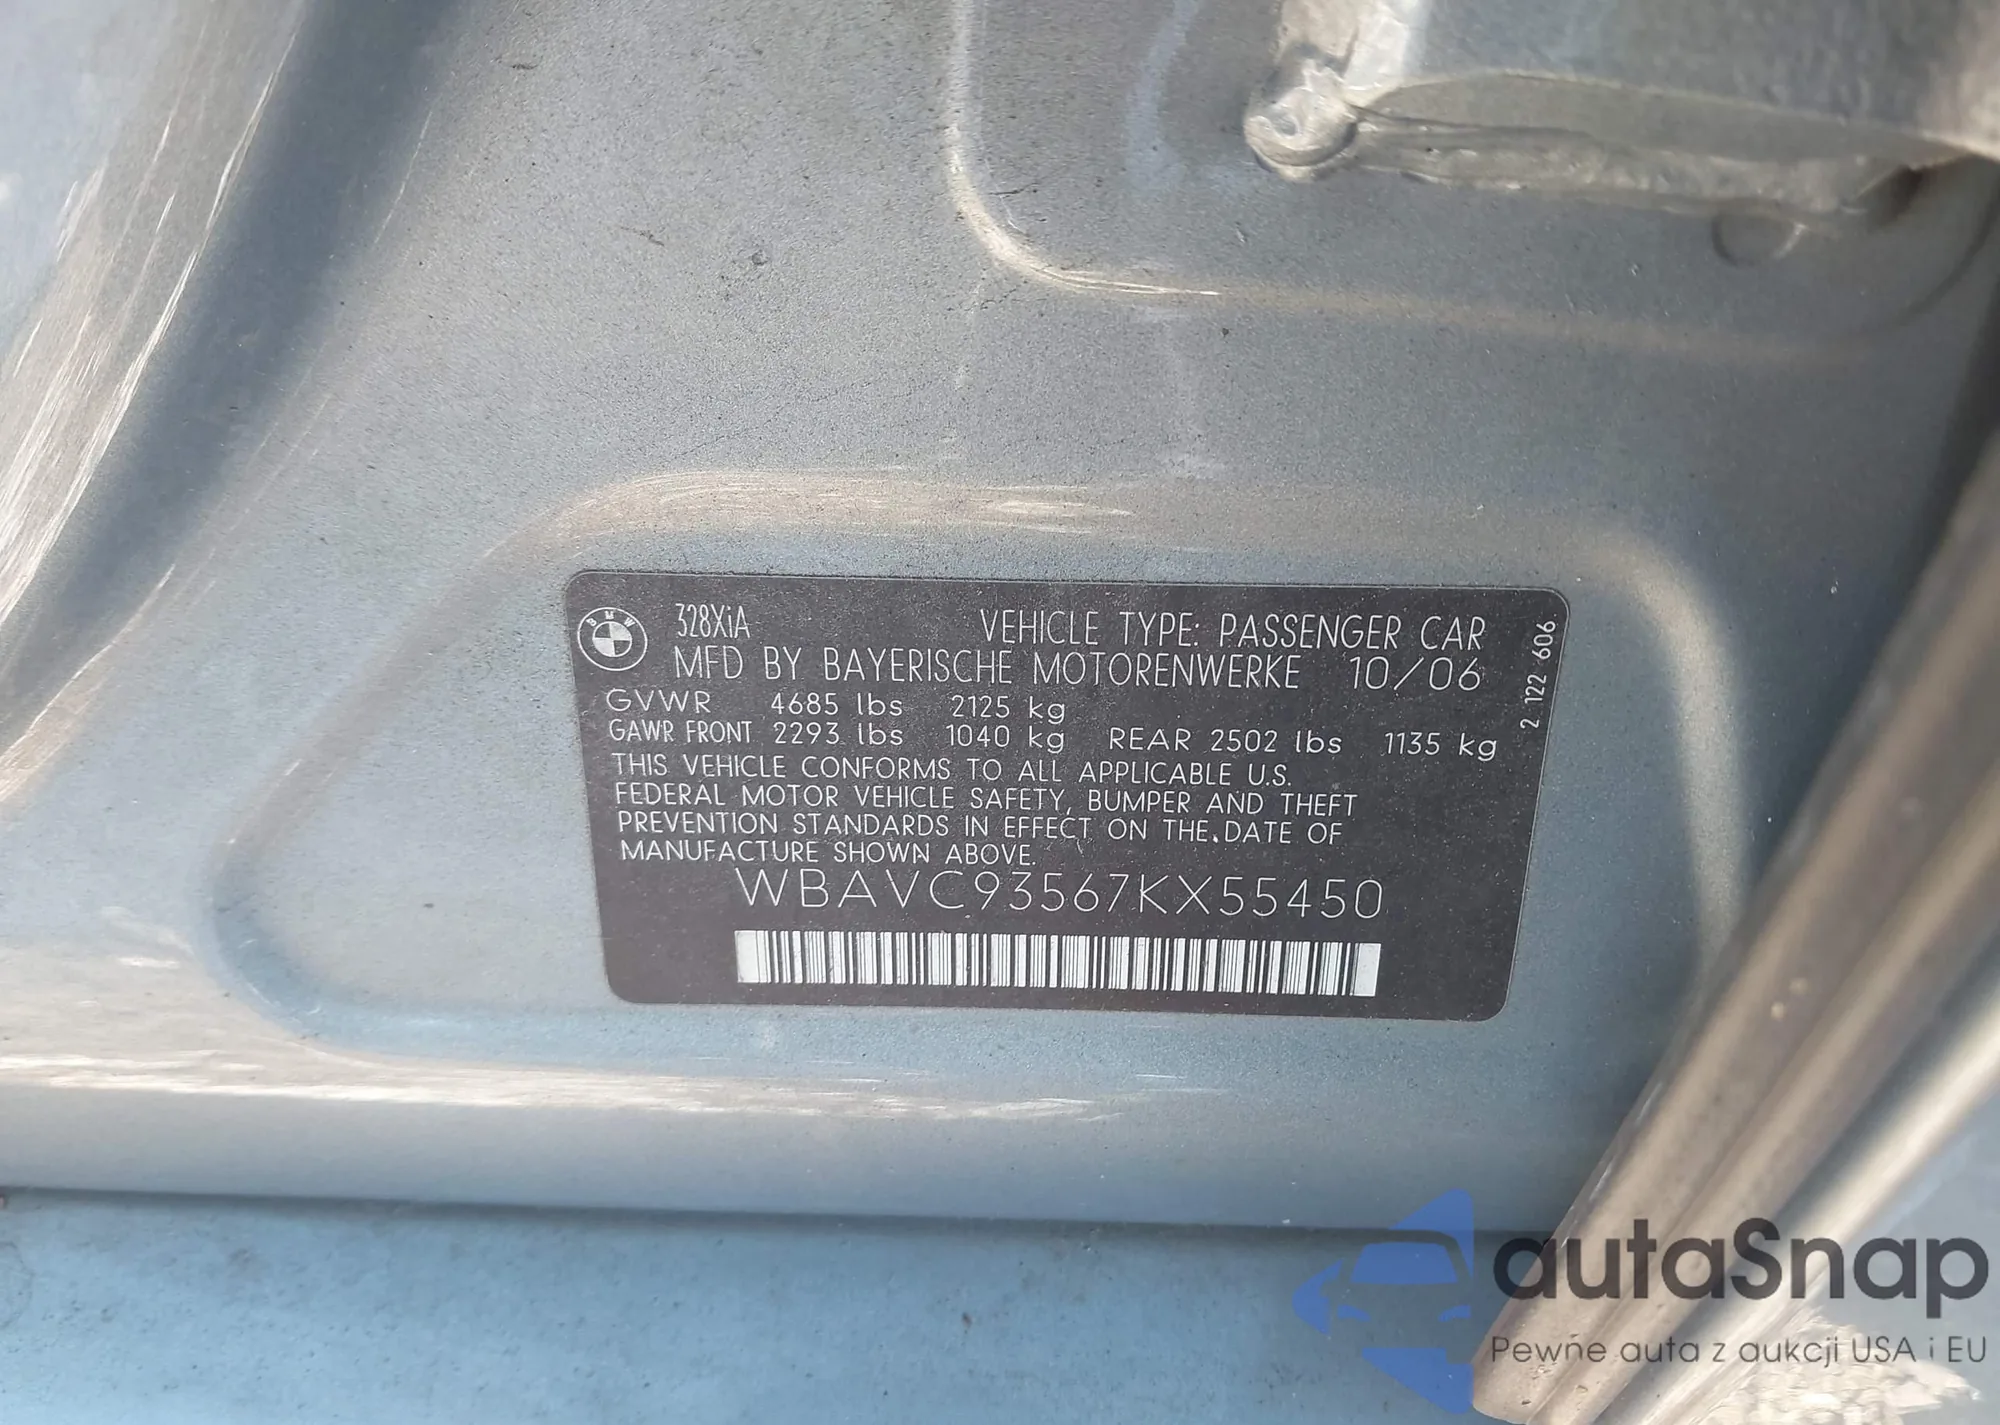 BMW
328XiA VEHICLE TYPE: PASSENGER CAR
MFD BY BAYERISCHE MOTORENWERKE 10/06
GVWR 4685 lbs 2125 kg
GAWR FRONT 2293 lbs 1040 kg REAR 2502 lbs 1135 kg
THIS VEHICLE CONFORMS TO ALL APPLICABLE U.S.
FEDERAL MOTOR VEHICLE SAFETY, BUMPER AND THEFT
PREVENTION STANDARDS IN EFFECT ON THE DATE OF
MANUFACTURE SHOWN ABOVE.
WBAVC93567KX55450
2 122 606
autaSnap
Pewne auta z aukcji USA i EU